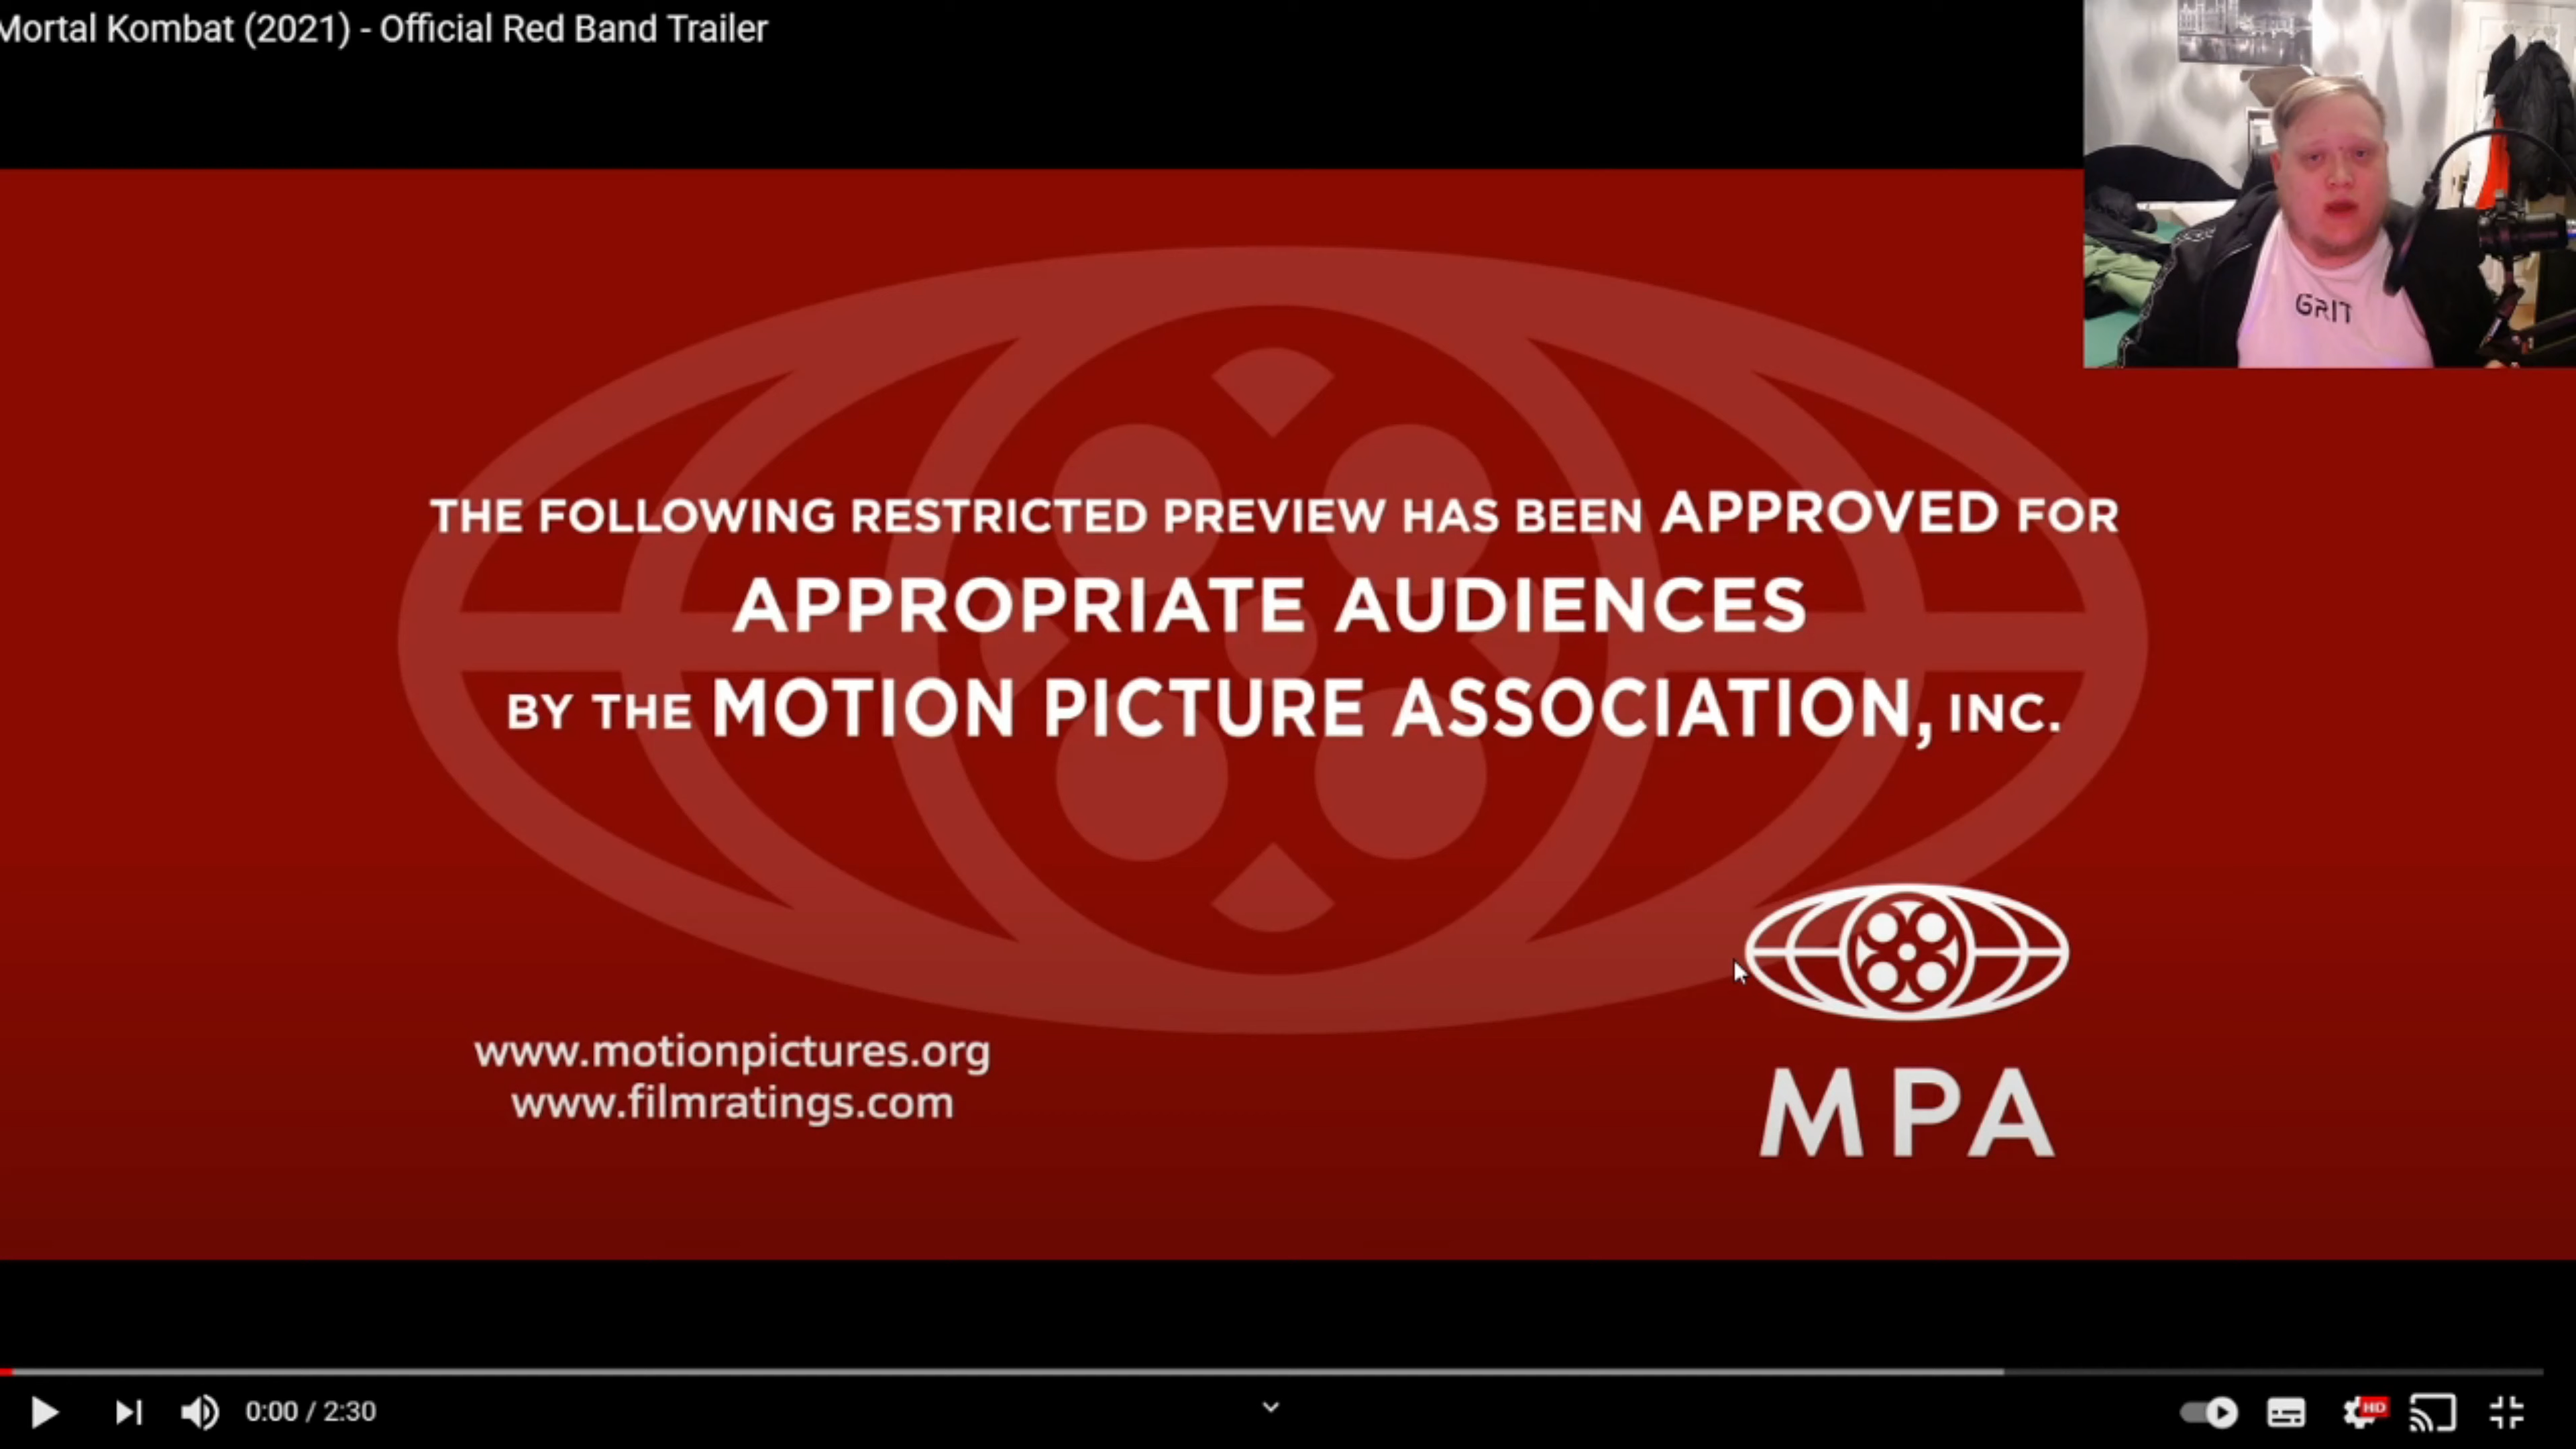 Mortal Kombat (2021) - Official Red Band Trailer
GRIT
THE FOLLOWING RESTRICTED PREVIEW HAS BEEN APPROVED FOR
APPROPRIATE AUDIENCES
BY THE MOTION PICTURE ASSOCIATION, INC.
www.motionpictures.org
www.filmratings.com
MPA
0:00 / 2:30
HD